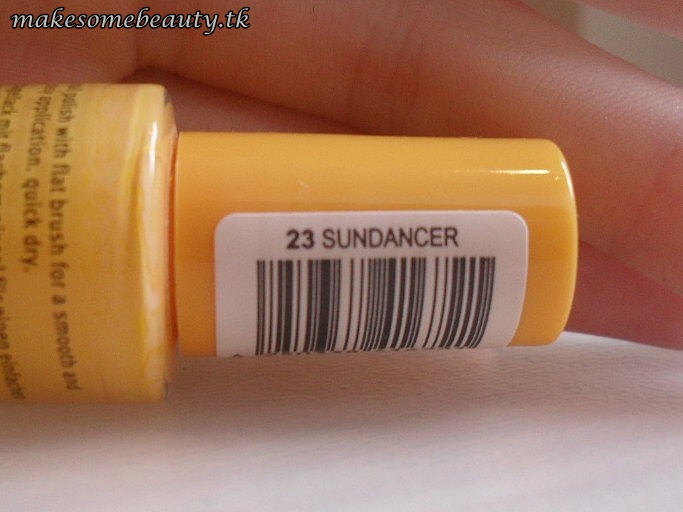 makesomebeauty.tk
23 SUNDANCER
polish with flat brush for a smooth and
application. quick dry.